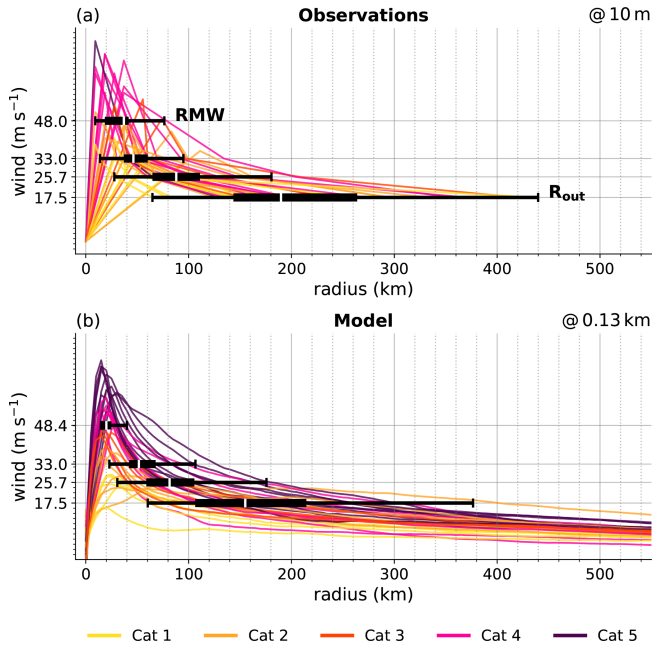 (a) Observations @ 10 m
RMW
R_out
48.0
33.0
25.7
17.5
wind (m s⁻¹)
0 100 200 300 400 500
radius (km)
(b) Model @ 0.13 km
48.4
33.0
25.7
17.5
wind (m s⁻¹)
0 100 200 300 400 500
radius (km)
Cat 1 Cat 2 Cat 3 Cat 4 Cat 5